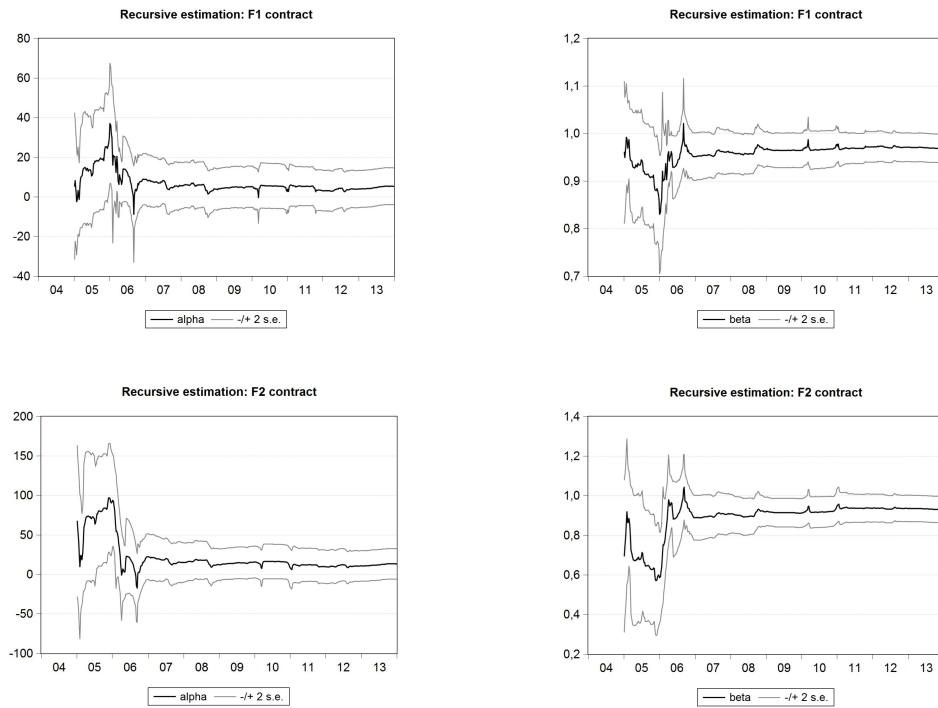 Recursive estimation: F1 contract
80
60
40
20
0
-20
-40
04 05 06 07 08 09 10 11 12 13
alpha -/+ 2 s.e.
Recursive estimation: F1 contract
1,2
1,1
1,0
0,9
0,8
0,7
04 05 06 07 08 09 10 11 12 13
beta -/+ 2 s.e.
Recursive estimation: F2 contract
200
150
100
50
0
-50
-100
04 05 06 07 08 09 10 11 12 13
alpha -/+ 2 s.e.
Recursive estimation: F2 contract
1,4
1,2
1,0
0,8
0,6
0,4
0,2
04 05 06 07 08 09 10 11 12 13
beta -/+ 2 s.e.